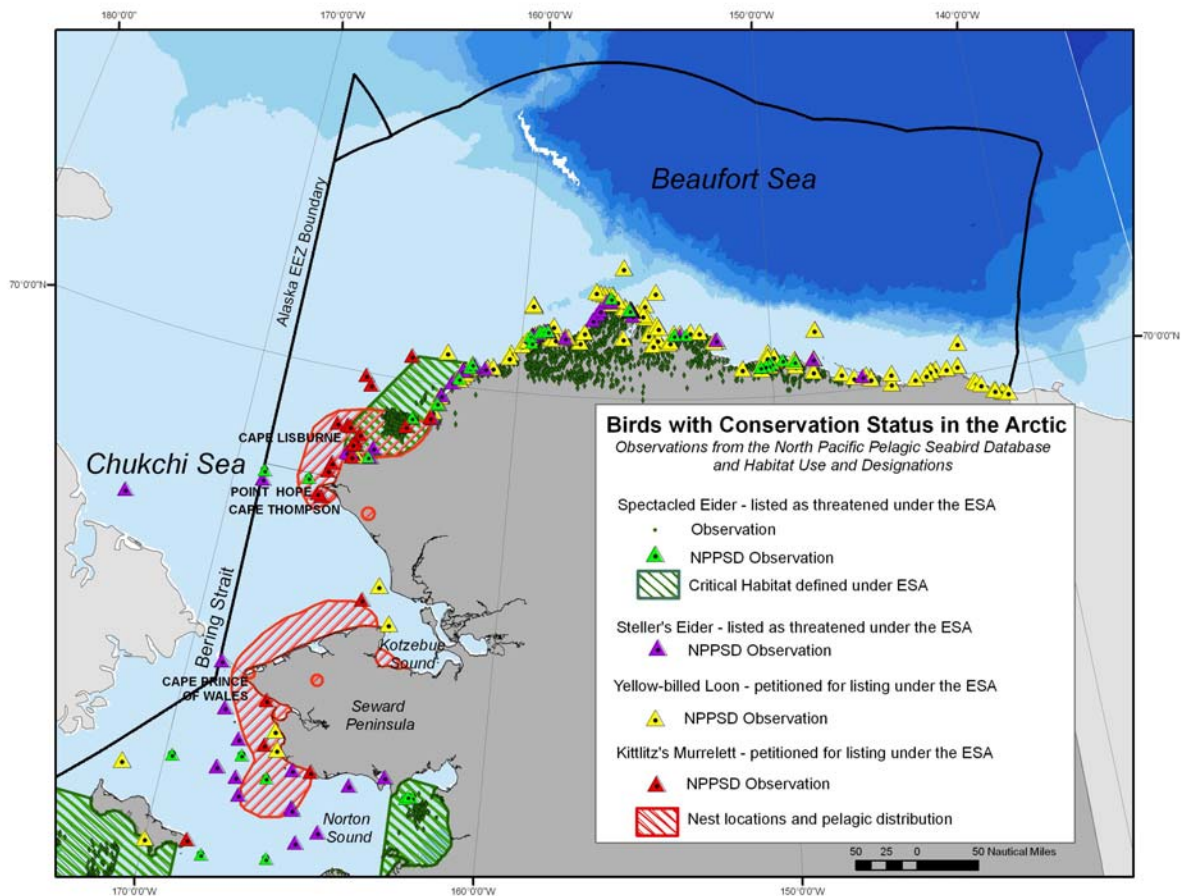 180°0'0"
170°0'0"W
160°0'0"W
150°0'0"W
140°0'0"W
Beaufort Sea
Alaska EEZ Boundary
70°0'0"N
70°0'0"N
CAPE LISBURNE
Chukchi Sea
POINT HOPE
CAPE THOMPSON
Bering Strait
Kotzebue
Sound
CAPE PRINCE
OF WALES
Seward
Peninsula
Norton
Sound
Birds with Conservation Status in the Arctic
Observations from the North Pacific Pelagic Seabird Database
and Habitat Use and Designations
Spectacled Eider - listed as threatened under the ESA
Observation
NPPSD Observation
Critical Habitat defined under ESA
Steller's Eider - listed as threatened under the ESA
NPPSD Observation
Yellow-billed Loon - petitioned for listing under the ESA
NPPSD Observation
Kittlitz's Murrelett - petitioned for listing under the ESA
NPPSD Observation
Nest locations and pelagic distribution
50 25 0 50 Nautical Miles
170°0'0"W
160°0'0"W
150°0'0"W